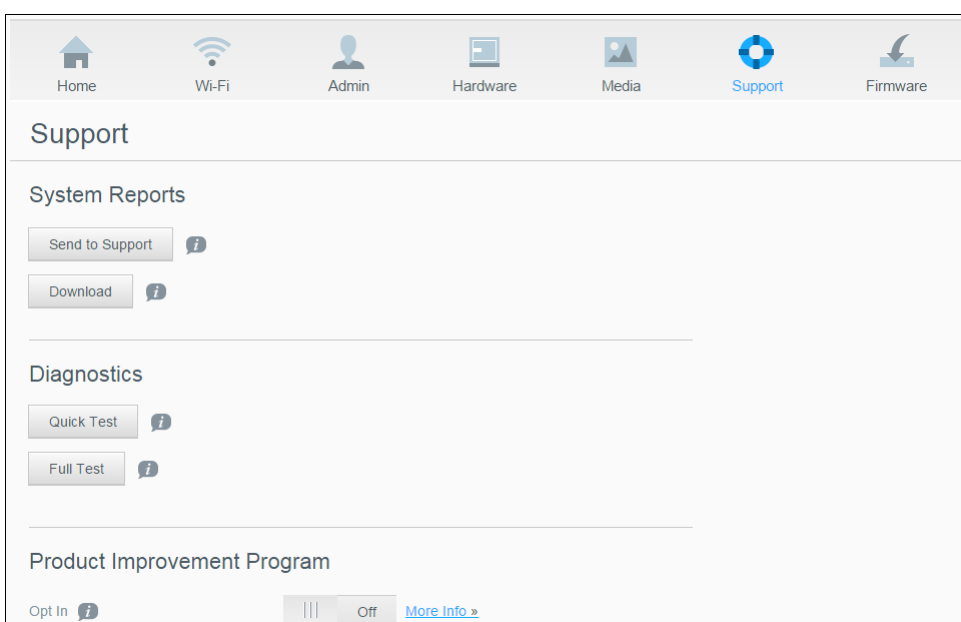 Home Wi-Fi Admin Hardware Media Support Firmware
Support
System Reports
Send to Support
Download
Diagnostics
Quick Test
Full Test
Product Improvement Program
Opt In Off More Info »